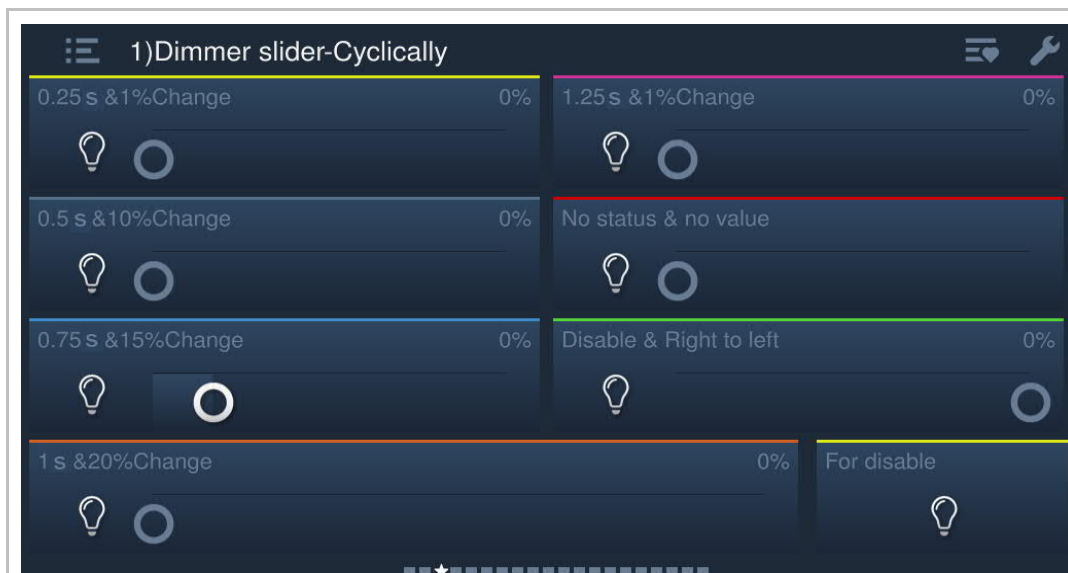 1)Dimmer slider-Cyclically
0.25 s &1%Change 0%
1.25 s &1%Change 0%
0.5 s &10%Change 0%
No status & no value
0.75 s &15%Change 0%
Disable & Right to left 0%
1 s &20%Change 0%
For disable